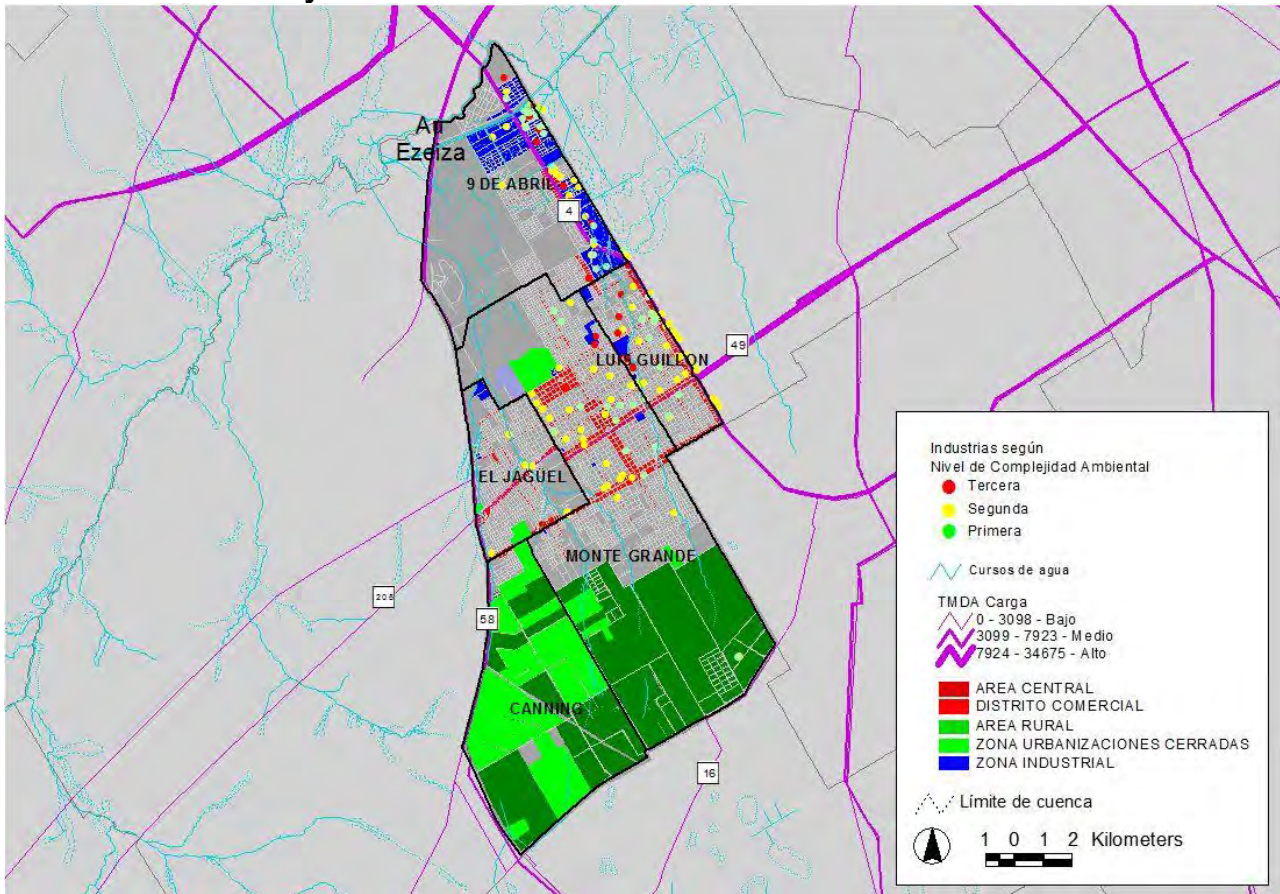 Au
Ezeiza
9 DE ABRIL
4
49
LUIS GUILLON
EL JAGUEL
MONTE GRANDE
205
58
CANNING
16
Industrias según
Nivel de Complejidad Ambiental
Tercera
Segunda
Primera
Cursos de agua
TMDA Carga
0 - 3098 - Bajo
3099 - 7923 - Medio
7924 - 34675 - Alto
AREA CENTRAL
DISTRITO COMERCIAL
AREA RURAL
ZONA URBANIZACIONES CERRADAS
ZONA INDUSTRIAL
Límite de cuenca
1 0 1 2 Kilometers